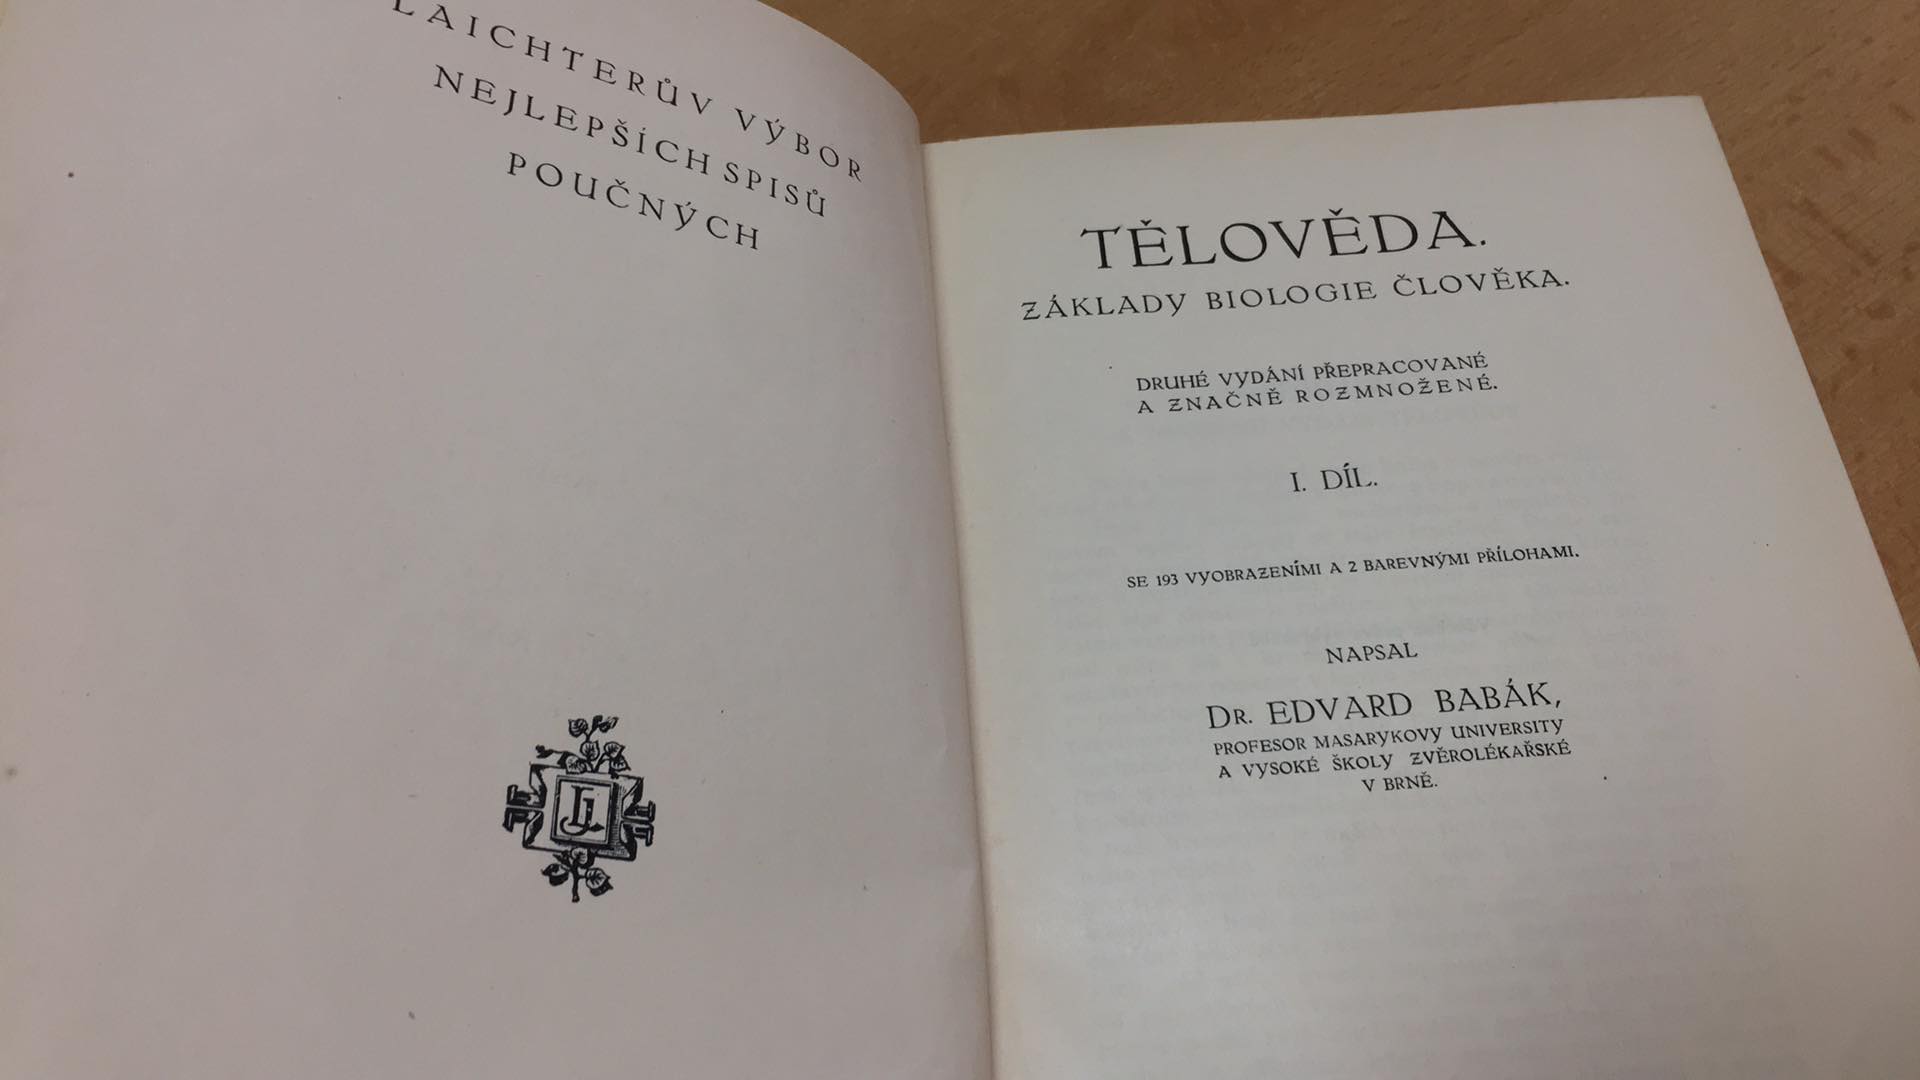 LAICHTERŮV VÝBOR
NEJLEPŠÍCH SPISŮ
POUČNÝCH
JL
TĚLOVĚDA.
ZÁKLADY BIOLOGIE ČLOVĚKA.
DRUHÉ VYDÁNÍ PŘEPRACOVANÉ
A ZNAČNĚ ROZMNOŽENÉ.
I. DÍL.
SE 193 VYOBRAZENÍMI A 2 BAREVNÝMI PŘÍLOHAMI.
NAPSAL
DR. EDVARD BABÁK,
PROFESOR MASARYKOVY UNIVERSITY
A VYSOKÉ ŠKOLY ZVĚROLÉKAŘSKÉ
V BRNĚ.